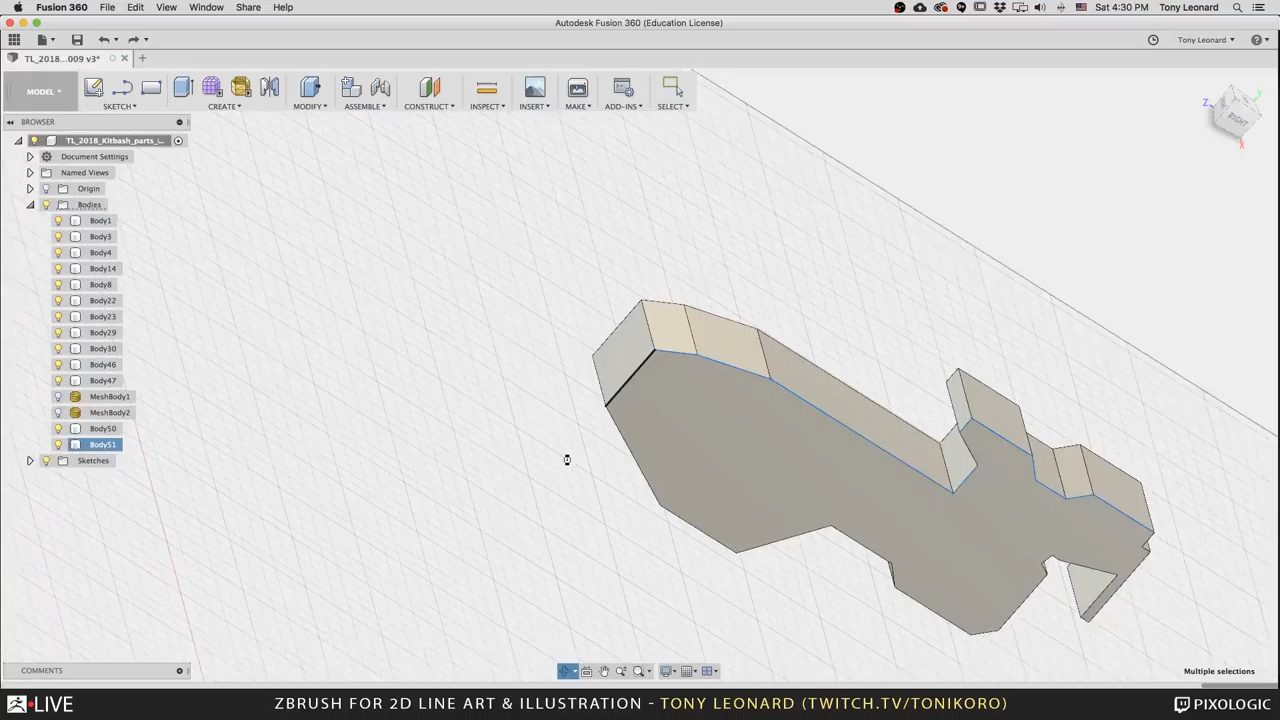 Fusion 360 File Edit View Window Share Help Sat 4:30 PM Tony Leonard
Autodesk Fusion 360 (Education License)
Tony Leonard
TL_2018...009 v3*
MODEL SKETCH CREATE MODIFY ASSEMBLE CONSTRUCT INSPECT INSERT MAKE ADD-INS SELECT
BROWSER
TL_2018_Kitbash_parts_i...
Document Settings
Named Views
Origin
Bodies
Body1
Body3
Body4
Body14
Body8
Body22
Body23
Body29
Body30
Body46
Body47
MeshBody1
MeshBody2
Body50
Body51
Sketches
Z
Y
RIGHT
X
COMMENTS
Multiple selections
LIVE ZBRUSH FOR 2D LINE ART & ILLUSTRATION - TONY LEONARD (TWITCH.TV/TONIKORO) PIXOLOGIC